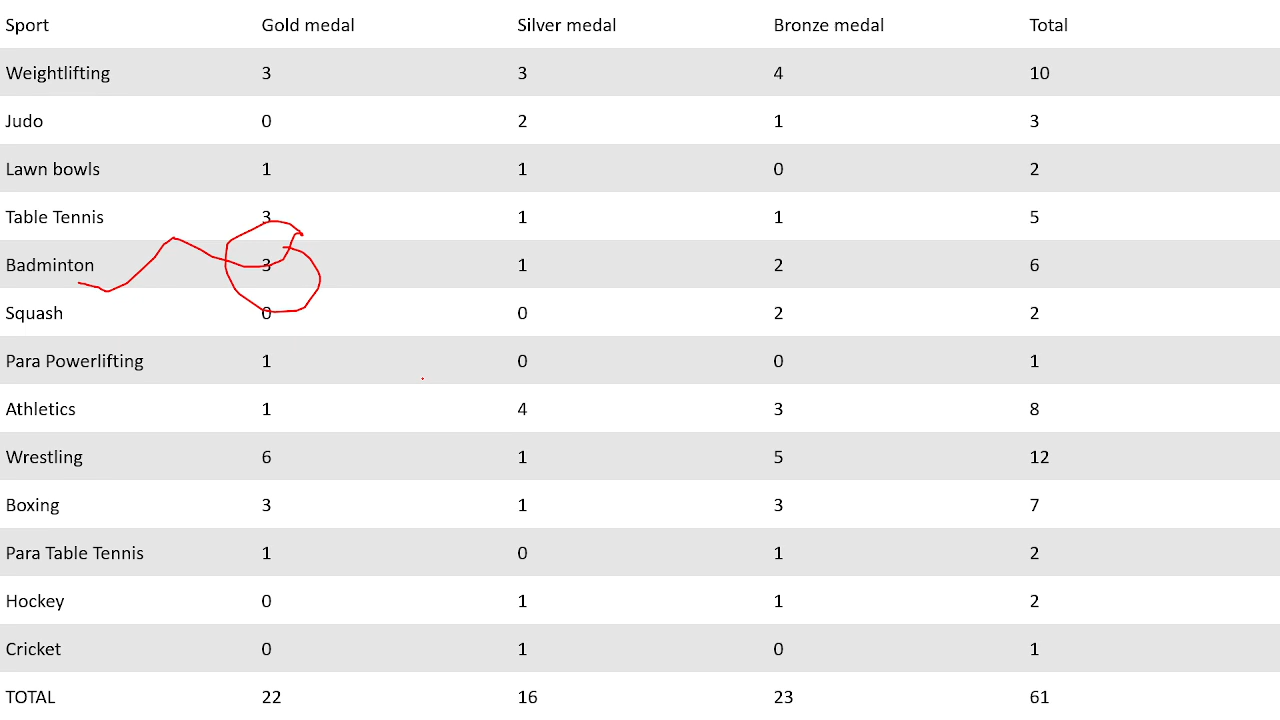 Sport Gold medal Silver medal Bronze medal Total
Weightlifting 3 3 4 10
Judo 0 2 1 3
Lawn bowls 1 1 0 2
Table Tennis 3 1 1 5
Badminton 3 1 2 6
Squash 0 0 2 2
Para Powerlifting 1 0 0 1
Athletics 1 4 3 8
Wrestling 6 1 5 12
Boxing 3 1 3 7
Para Table Tennis 1 0 1 2
Hockey 0 1 1 2
Cricket 0 1 0 1
TOTAL 22 16 23 61